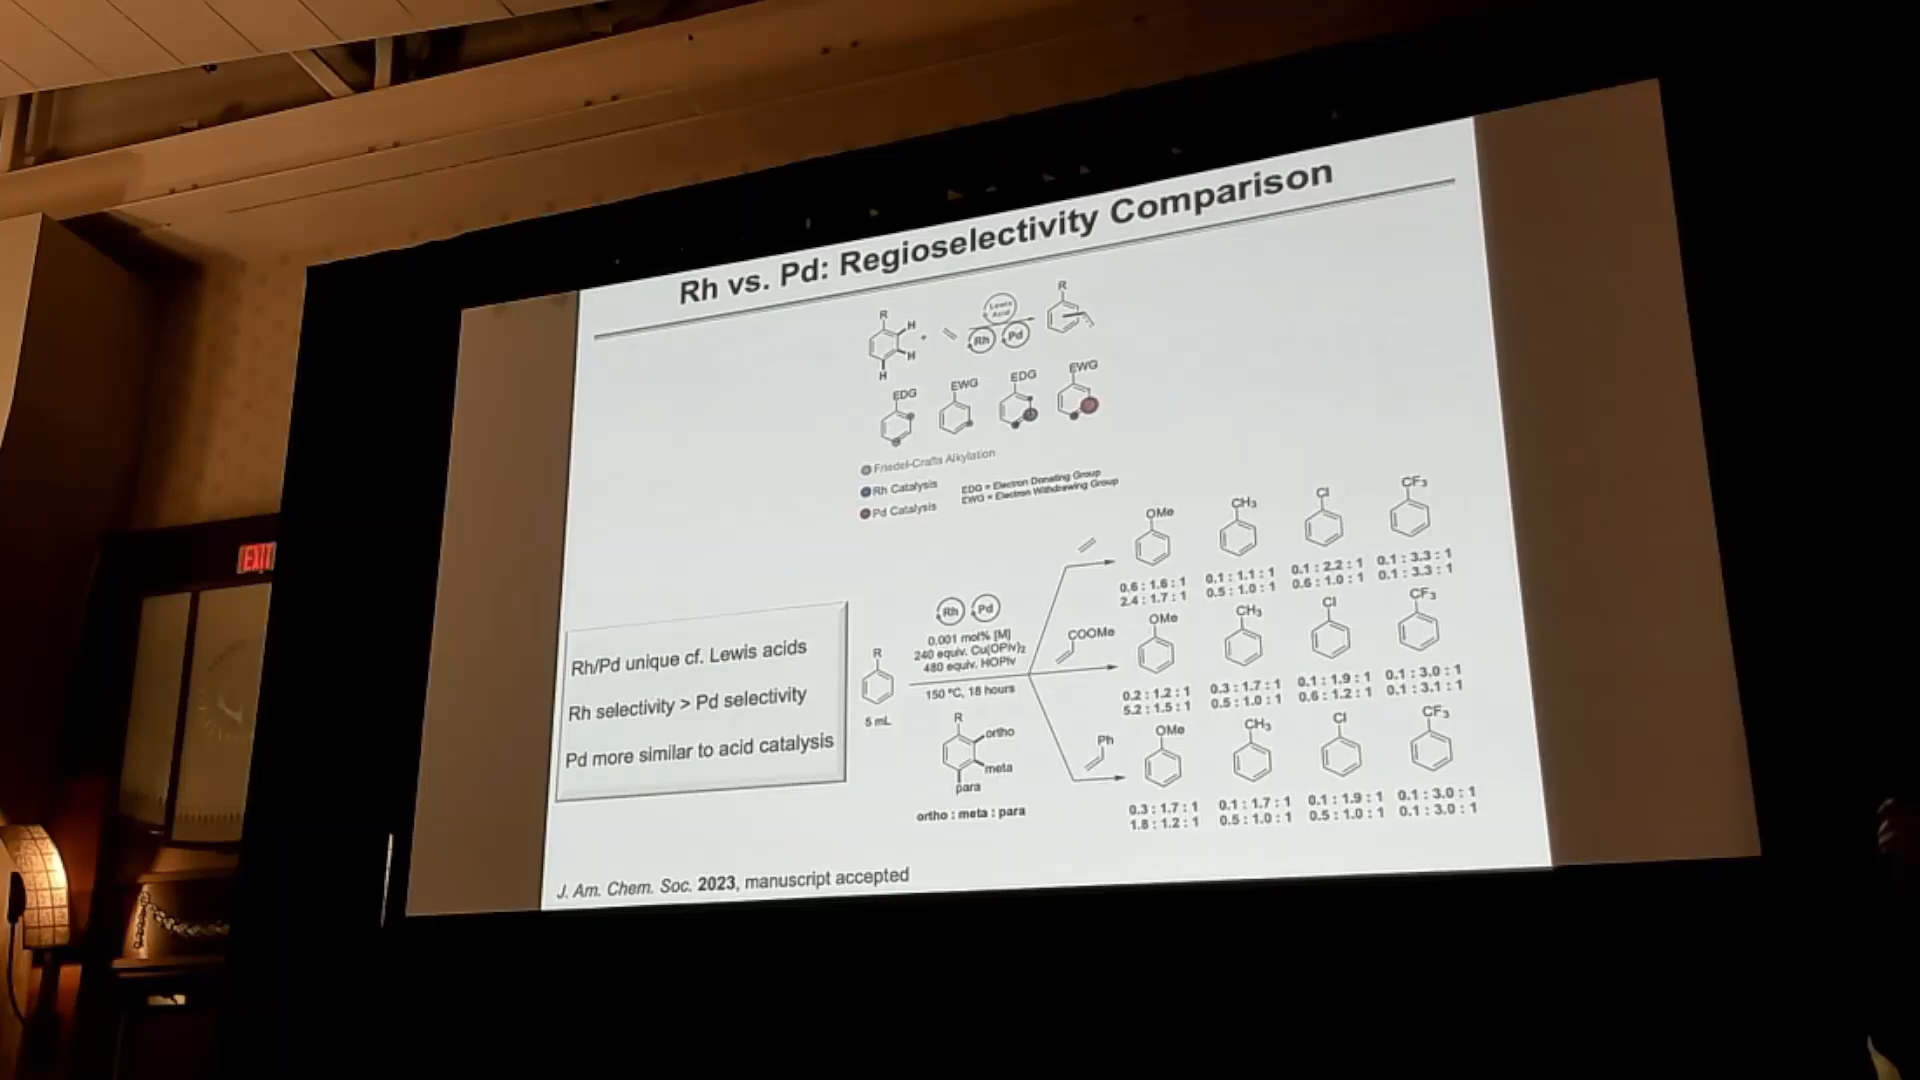 Rh vs. Pd: Regioselectivity Comparison
R
H
H
H
+
Lewis
Acid
Rh
Pd
R
EDG
EWG
EDG
EWG
Friedel-Crafts Alkylation
Rh Catalysis
Pd Catalysis
EDG = Electron Donating Group
EWG = Electron Withdrawing Group
EXIT
Rh/Pd unique cf. Lewis acids
Rh selectivity > Pd selectivity
Pd more similar to acid catalysis
R
5 mL
Rh Pd
0.001 mol% [M]
240 equiv. Cu(OPiv)2
480 equiv. HOPiv
150 ºC, 18 hours
R
ortho
meta
para
ortho : meta : para
OMe
CH3
Cl
CF3
0.6 : 1.6 : 1
2.4 : 1.7 : 1
0.1 : 1.1 : 1
0.5 : 1.0 : 1
0.1 : 2.2 : 1
0.6 : 1.0 : 1
0.1 : 3.3 : 1
0.1 : 3.3 : 1
COOMe
OMe
CH3
Cl
CF3
0.2 : 1.2 : 1
5.2 : 1.5 : 1
0.3 : 1.7 : 1
0.5 : 1.0 : 1
0.1 : 1.9 : 1
0.6 : 1.2 : 1
0.1 : 3.0 : 1
0.1 : 3.1 : 1
Ph
OMe
CH3
Cl
CF3
0.3 : 1.7 : 1
1.8 : 1.2 : 1
0.1 : 1.7 : 1
0.5 : 1.0 : 1
0.1 : 1.9 : 1
0.5 : 1.0 : 1
0.1 : 3.0 : 1
0.1 : 3.0 : 1
J. Am. Chem. Soc. 2023, manuscript accepted